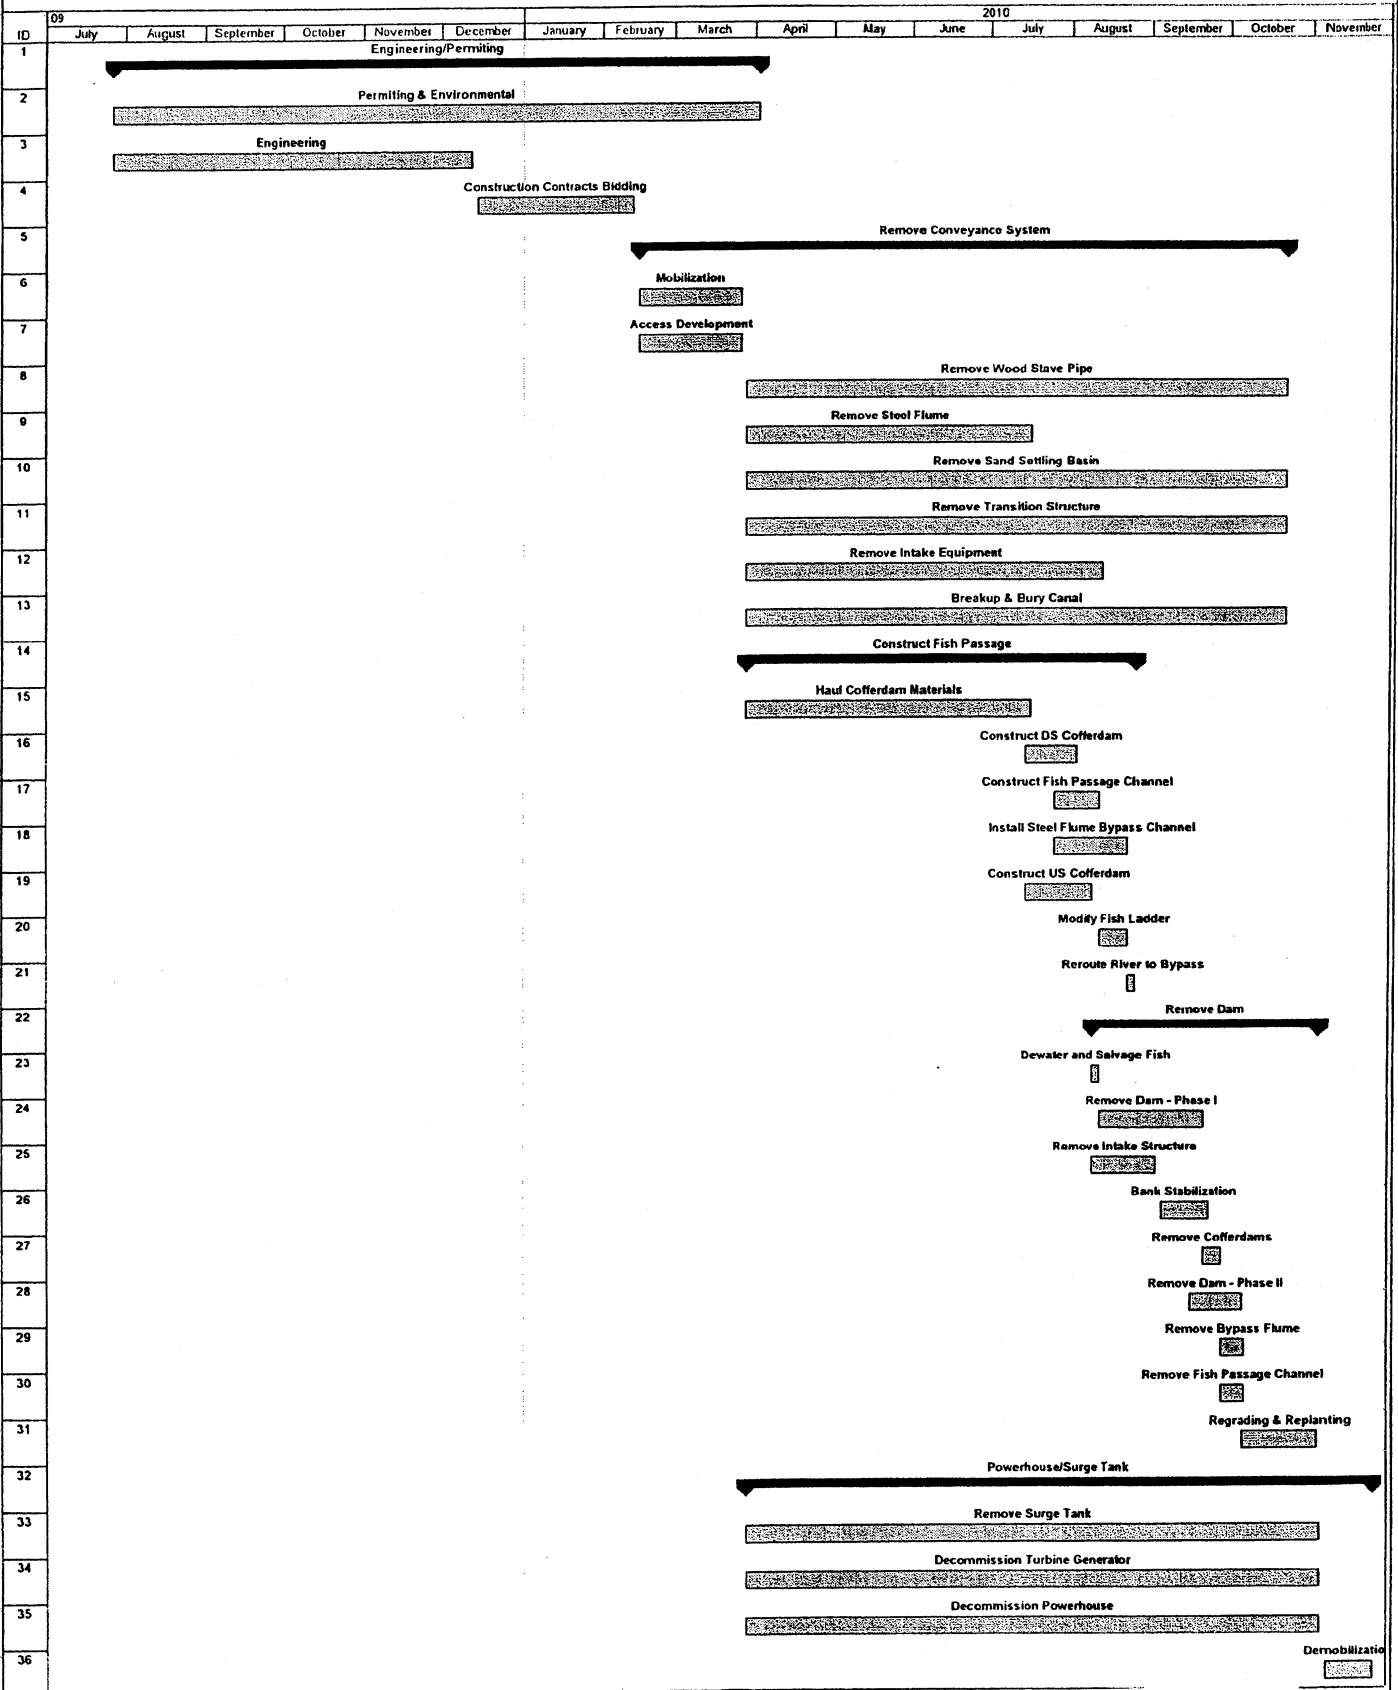 09 2010
ID July August September October November December January February March April May June July August September October November
1 Engineering/Permiting
2 Permiting & Environmental
3 Engineering
4 Construction Contracts Bidding
5 Remove Conveyance System
6 Mobilization
7 Access Development
8 Remove Wood Stave Pipe
9 Remove Steel Flume
10 Remove Sand Settling Basin
11 Remove Transition Structure
12 Remove Intake Equipment
13 Breakup & Bury Canal
14 Construct Fish Passage
15 Haul Cofferdam Materials
16 Construct DS Cofferdam
17 Construct Fish Passage Channel
18 Install Steel Flume Bypass Channel
19 Construct US Cofferdam
20 Modify Fish Ladder
21 Reroute River to Bypass
22 Remove Dam
23 Dewater and Salvage Fish
24 Remove Dam - Phase I
25 Remove Intake Structure
26 Bank Stabilization
27 Remove Cofferdams
28 Remove Dam - Phase II
29 Remove Bypass Flume
30 Remove Fish Passage Channel
31 Regrading & Replanting
32 Powerhouse/Surge Tank
33 Remove Surge Tank
34 Decommission Turbine Generator
35 Decommission Powerhouse
36 Demobilizatio